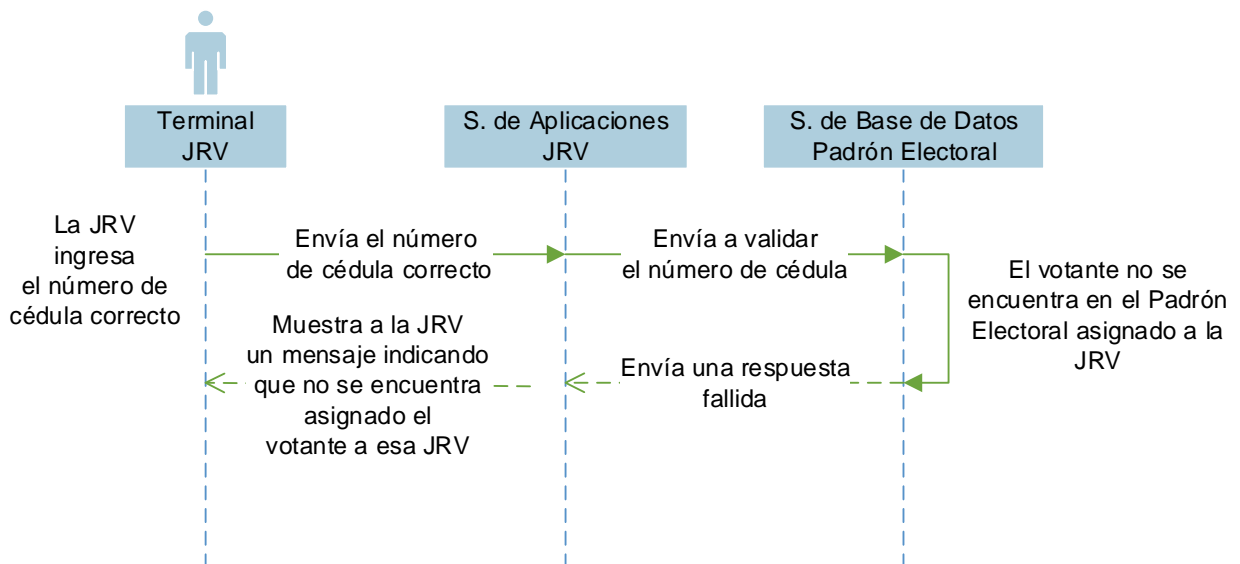 Terminal
JRV
S. de Aplicaciones
JRV
S. de Base de Datos
Padrón Electoral
La JRV
ingresa
el número de
cédula correcto
Envía el número
de cédula correcto
Envía a validar
el número de cédula
El votante no se
encuentra en el Padrón
Electoral asignado a la
JRV
Muestra a la JRV
un mensaje indicando
que no se encuentra
asignado el
votante a esa JRV
Envía una respuesta
fallida